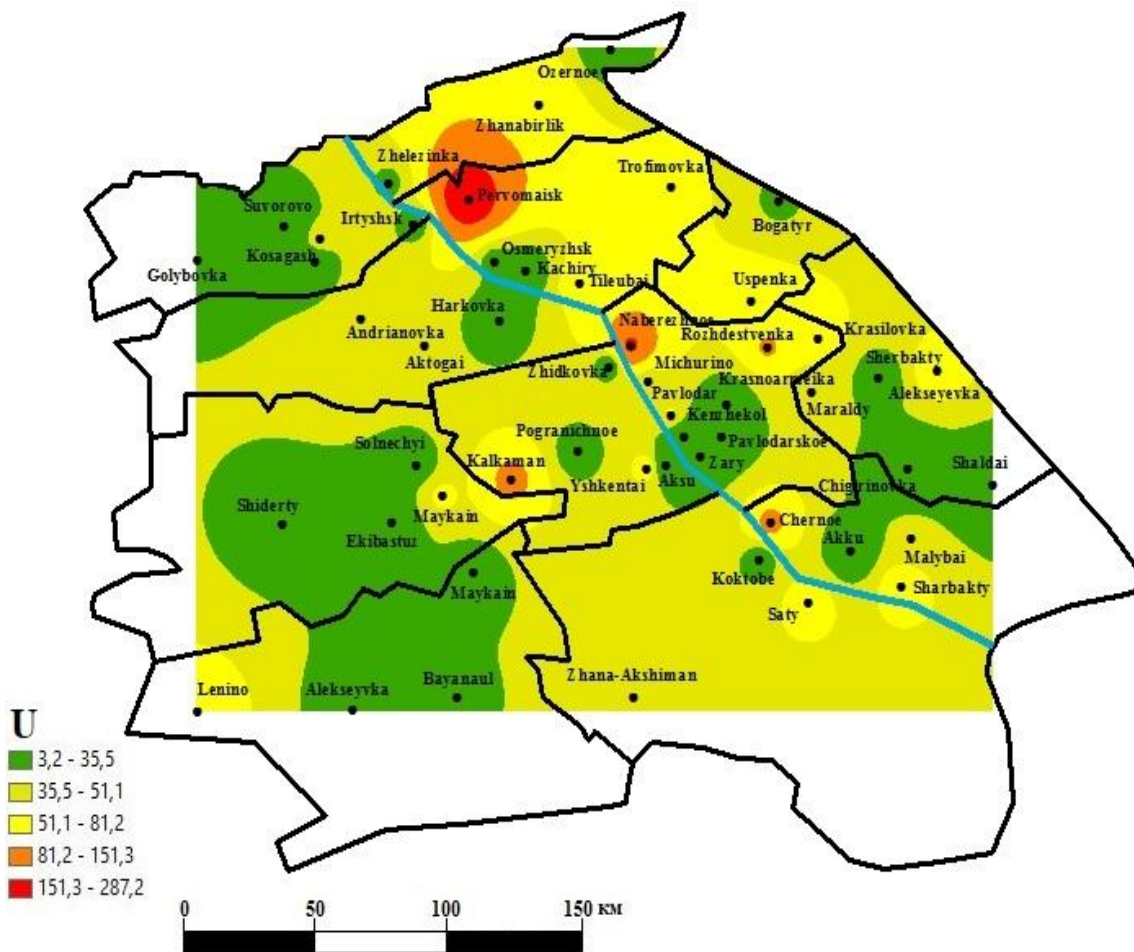 Ozernoe
Zhanabirlik
Zhelezinka
Trofimovka
Pervomaisk
Suvorovo
Irtyshsk
Bogatyr
Kosagash
Osmeryzhsk
Golybovka
Kachiry
Tileubai
Uspenka
Harkovka
Naberezhnoe
Andrianovka
Rozhdestvenka
Krasilovka
Aktogai
Michurino
Sherbakty
Zhidkovka
Krasnoarmeika
Alekseyevka
Pavlodar
Maraldy
Kenzhekol
Pogranichnoe
Pavlodarskoe
Solnechyi
Kalkaman
Zary
Shaldai
Yshkentai
Aksu
Chigirinovka
Shiderty
Maykain
Chernoe
Ekibastuz
Akku
Malybai
Koktobe
Maykain
Sharbakty
Saty
Zhana-Akshiman
Bayanaul
Lenino
Alekseyvka
U
3,2 - 35,5
35,5 - 51,1
51,1 - 81,2
81,2 - 151,3
151,3 - 287,2
0 50 100 150 км